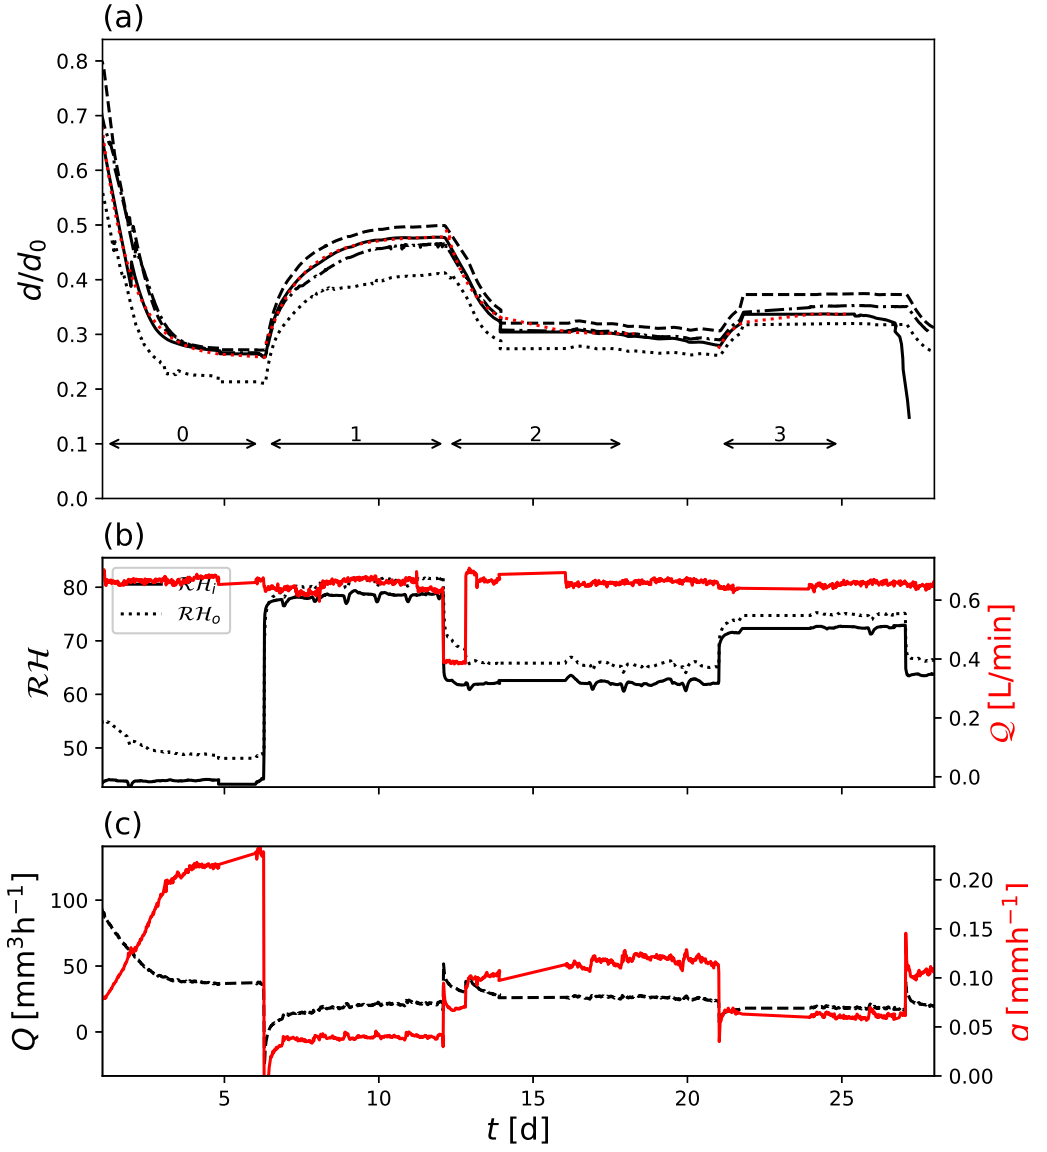 (a)
d/d₀
0.8
0.7
0.6
0.5
0.4
0.3
0.2
0.1
0.0
0 1 2 3
(b)
RH
80
70
60
50
RHᵢ
RHₒ
0.6
0.4
0.2
0.0
Q [L/min]
(c)
Q [mm³h⁻¹]
100
50
0
0.20
0.15
0.10
0.05
0.00
q [mmh⁻¹]
5 10 15 20 25
t [d]